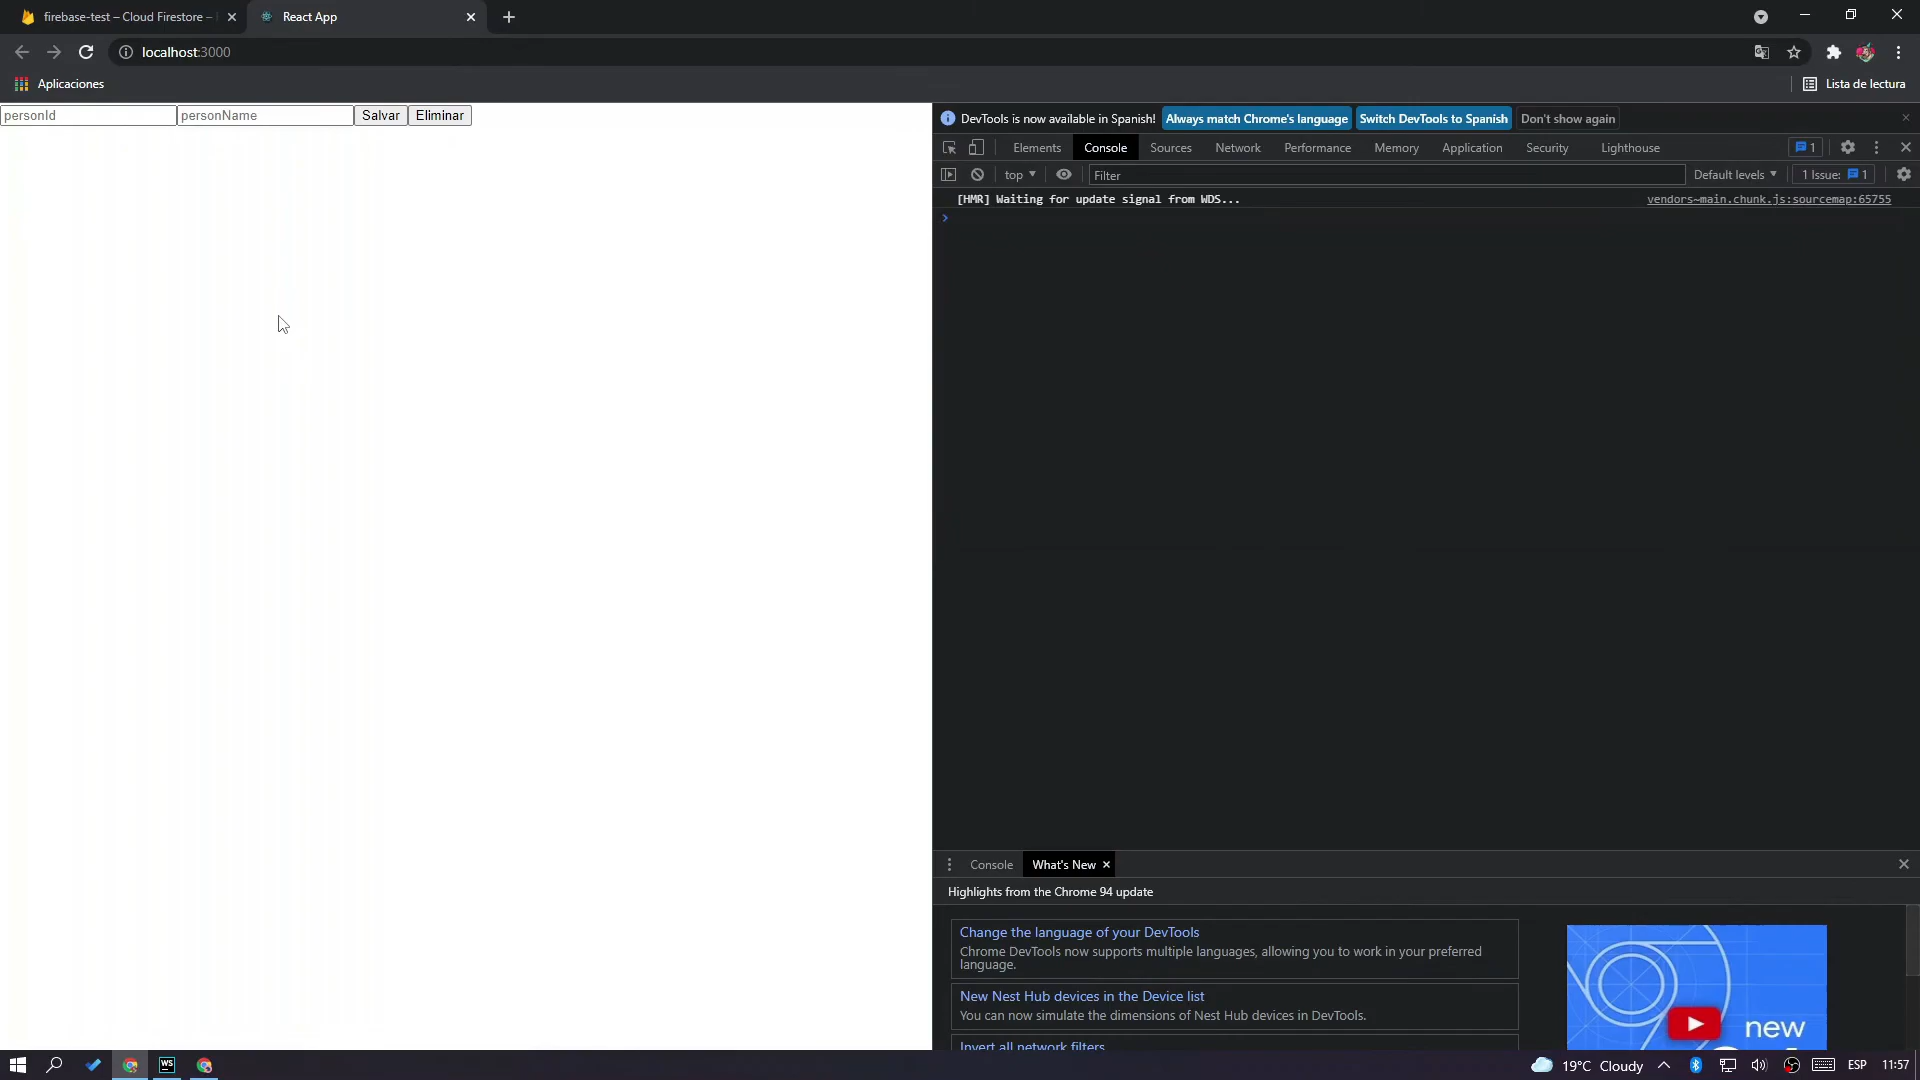 firebase-test – Cloud Firestore –
React App
localhost:3000
Aplicaciones
Lista de lectura
personId personName Salvar Eliminar
DevTools is now available in Spanish! Always match Chrome's language Switch DevTools to Spanish Don't show again
Elements Console Sources Network Performance Memory Application Security Lighthouse 1
top Filter Default levels 1 Issue: 1
[HMR] Waiting for update signal from WDS... vendors~main.chunk.js:sourcemap:65755
Console What's New
Highlights from the Chrome 94 update
Change the language of your DevTools
Chrome DevTools now supports multiple languages, allowing you to work in your preferred
language.
New Nest Hub devices in the Device list
You can now simulate the dimensions of Nest Hub devices in DevTools.
Invert all network filters
new
WS
19°C Cloudy ESP 11:57